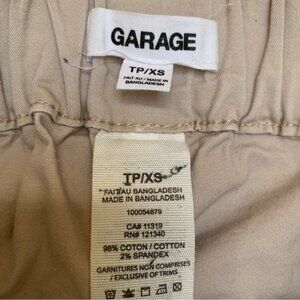 GARAGE
TP/XS
FAIT AU / MADE IN
BANGLADESH
TP/XS
FAIT AU BANGLADESH
MADE IN BANGLADESH
100054679
CA# 11319
RN# 121340
98% COTON / COTTON
2% SPANDEX
GARNITURES NON COMPRISES
/ EXCLUSIVE OF TRIMS